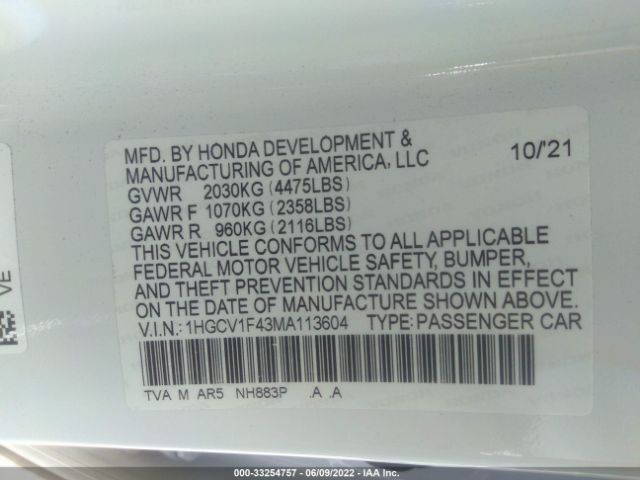 MFD. BY HONDA DEVELOPMENT &
MANUFACTURING OF AMERICA, LLC 10/'21
GVWR 2030KG (4475LBS)
GAWR F 1070KG (2358LBS)
GAWR R 960KG (2116LBS)
THIS VEHICLE CONFORMS TO ALL APPLICABLE
FEDERAL MOTOR VEHICLE SAFETY, BUMPER,
AND THEFT PREVENTION STANDARDS IN EFFECT
ON THE DATE OF MANUFACTURE SHOWN ABOVE.
V.I.N.: 1HGCV1F43MA113604 TYPE: PASSENGER CAR
TVA M AR5 NH883P .A .A
VE
000-33254757 - 06/09/2022 - IAA Inc.